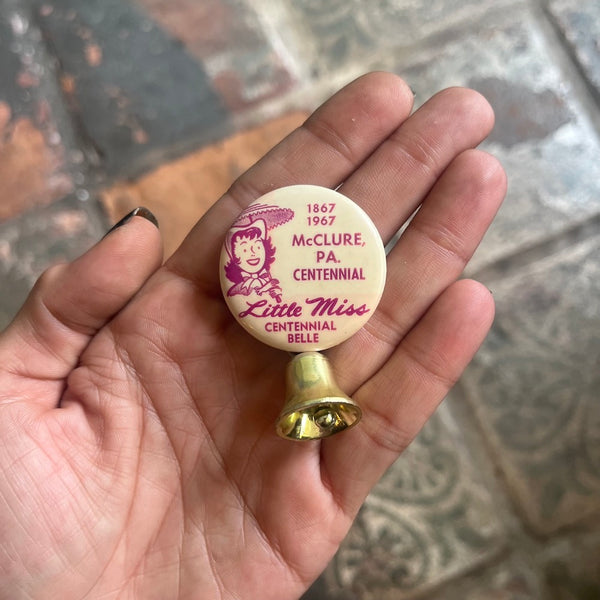 1867
1967
McCLURE,
PA.
CENTENNIAL
Little Miss
CENTENNIAL
BELLE